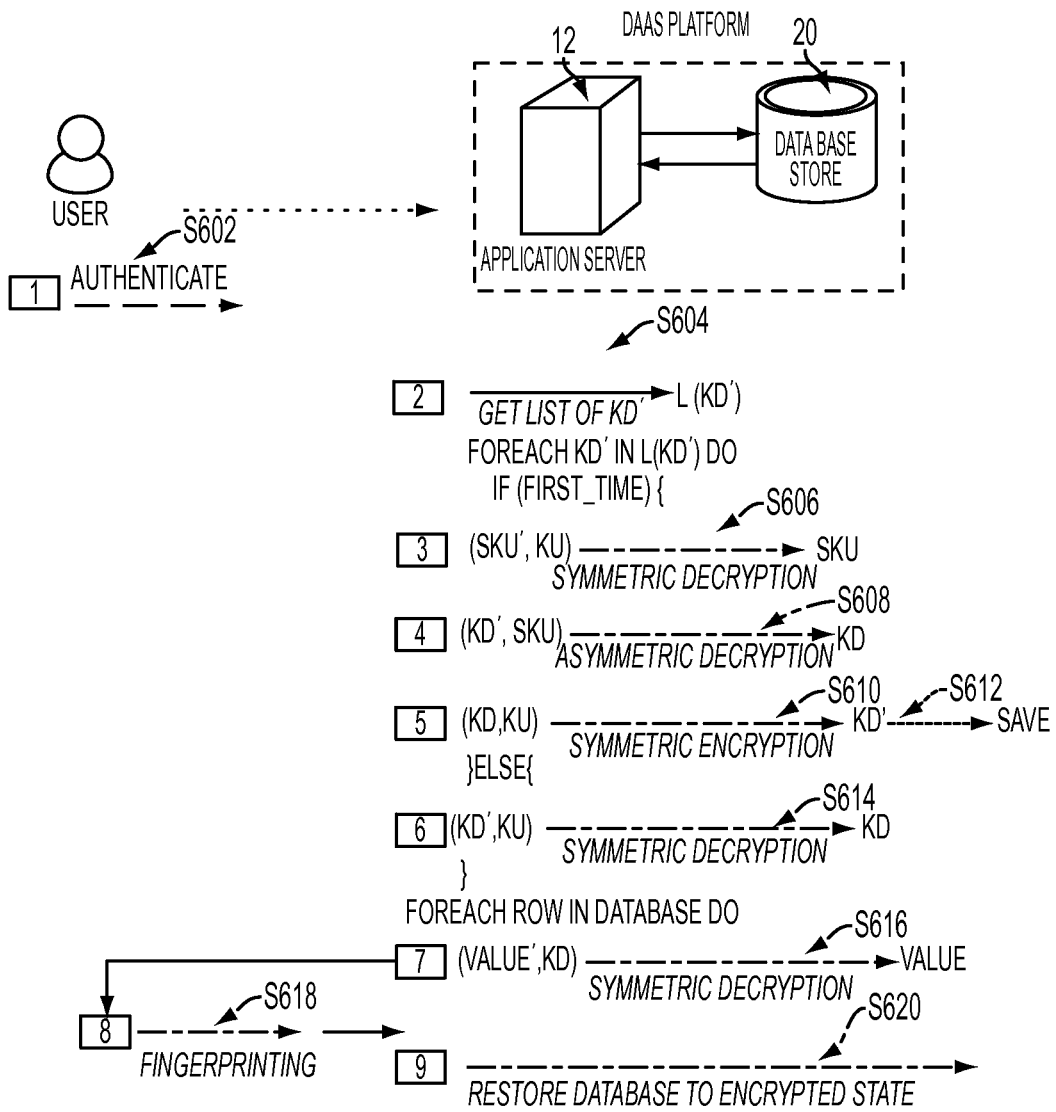 DAAS PLATFORM
12
20
DATA BASE
STORE
USER
APPLICATION SERVER
S602
1 AUTHENTICATE
S604
2 GET LIST OF KD′ L (KD′)
FOREACH KD′ IN L(KD′) DO
IF (FIRST_TIME) {
S606
3 (SKU′, KU) SKU
SYMMETRIC DECRYPTION
S608
4 (KD′, SKU) KD
ASYMMETRIC DECRYPTION
S610
S612
5 (KD,KU) KD' SAVE
SYMMETRIC ENCRYPTION
}ELSE{
S614
6 (KD′,KU) KD
SYMMETRIC DECRYPTION
}
FOREACH ROW IN DATABASE DO
S616
7 (VALUE′,KD) VALUE
SYMMETRIC DECRYPTION
S618
8
FINGERPRINTING
S620
9
RESTORE DATABASE TO ENCRYPTED STATE